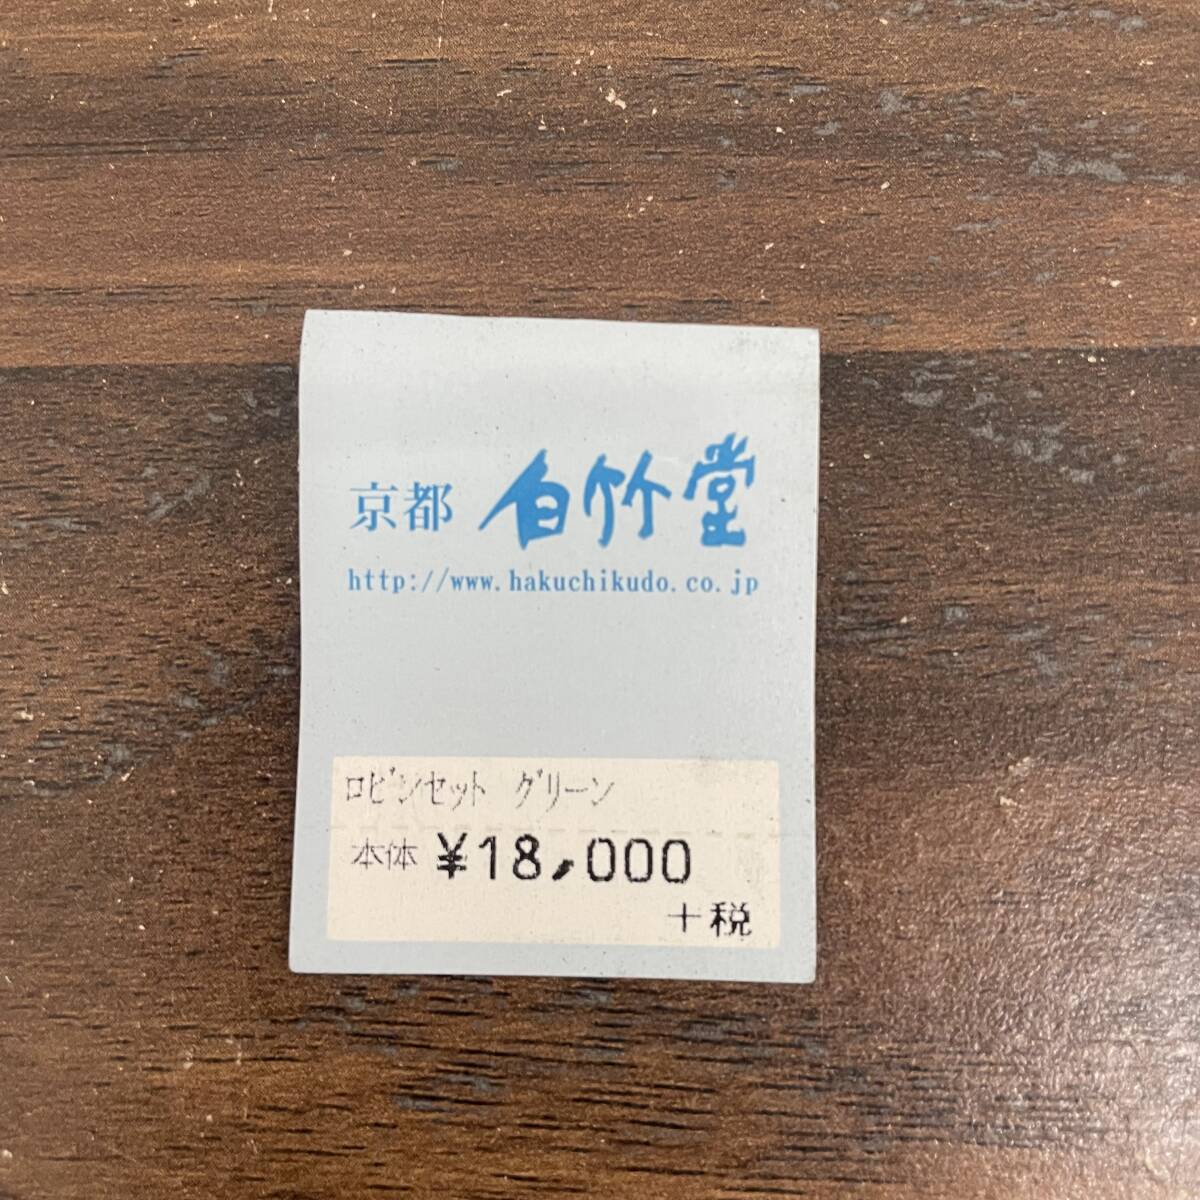 京都 白竹堂
http://www.hakuchikudo.co.jp
ﾛﾋﾞﾝｾｯﾄ ｸﾞﾘｰﾝ
本体 ¥18,000
+税